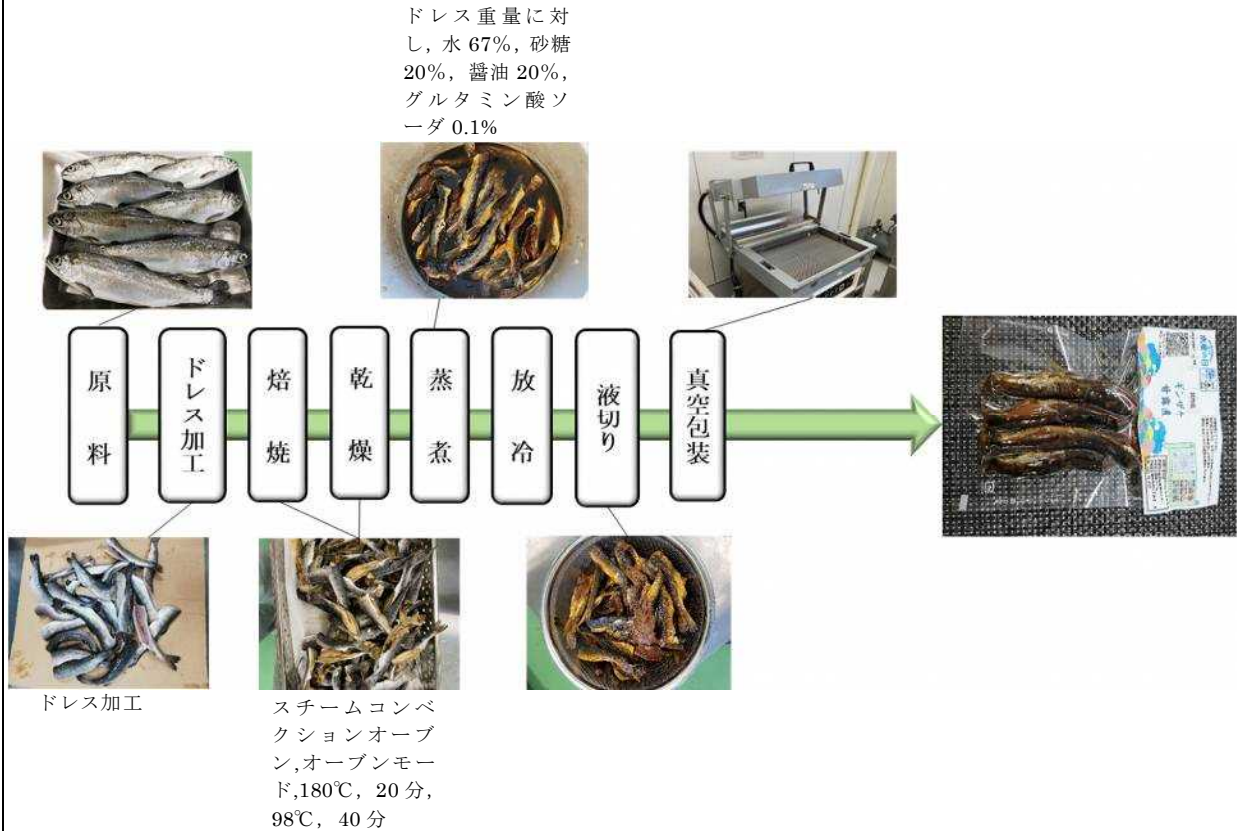 ドレス重量に対
し, 水 67%, 砂糖
20%, 醤油 20%,
グルタミン酸ソ
ーダ 0.1%
原料
ドレス加工
焙焼
乾燥
蒸煮
放冷
液切り
真空包装
ドレス加工
スチームコンベ
クションオーブ
ン,オーブンモー
ド,180℃, 20 分,
98℃, 40 分